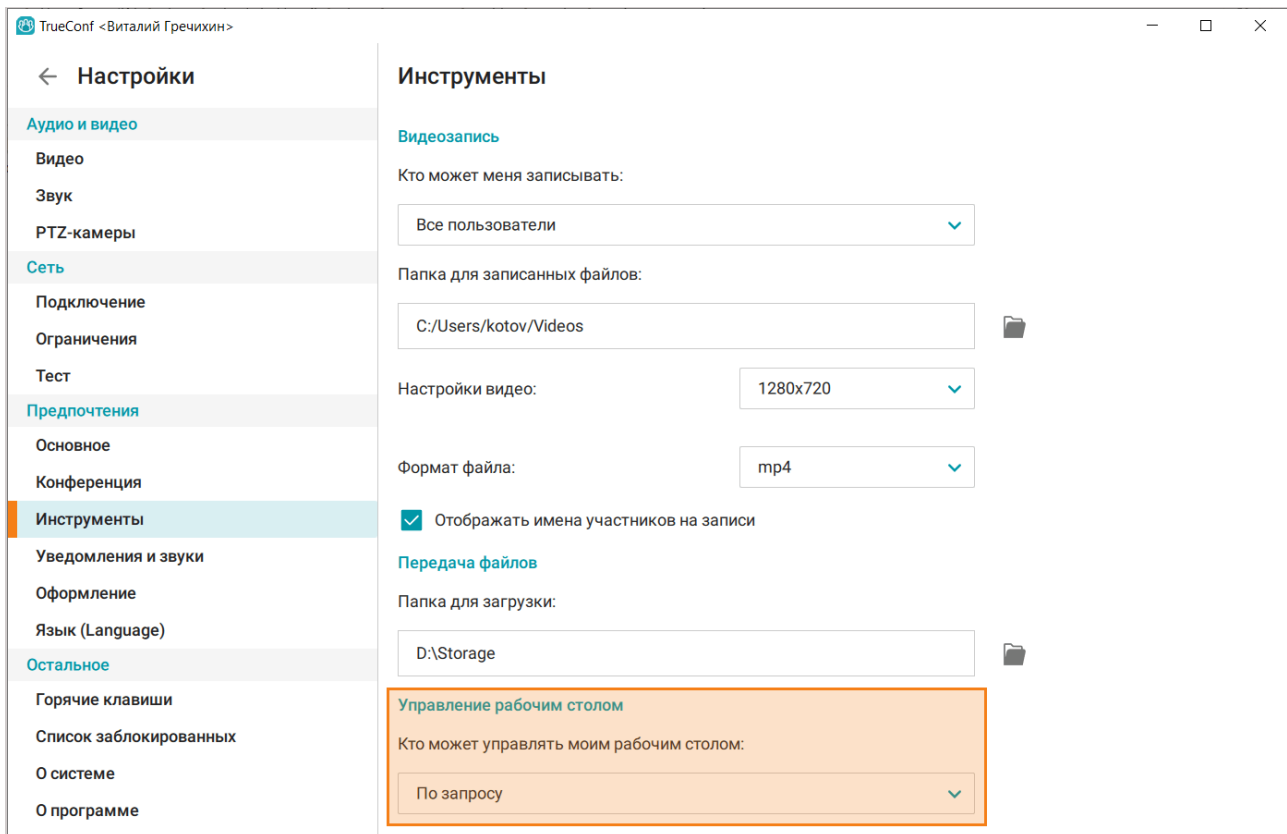 TrueConf <Виталий Гречихин>
Настройки
Аудио и видео
Видео
Звук
PTZ-камеры
Сеть
Подключение
Ограничения
Тест
Предпочтения
Основное
Конференция
Инструменты
Уведомления и звуки
Оформление
Язык (Language)
Остальное
Горячие клавиши
Список заблокированных
О системе
О программе
Инструменты
Видеозапись
Кто может меня записывать:
Все пользователи
Папка для записанных файлов:
C:/Users/kotov/Videos
Настройки видео:
1280x720
Формат файла:
mp4
Отображать имена участников на записи
Передача файлов
Папка для загрузки:
D:\Storage
Управление рабочим столом
Кто может управлять моим рабочим столом:
По запросу